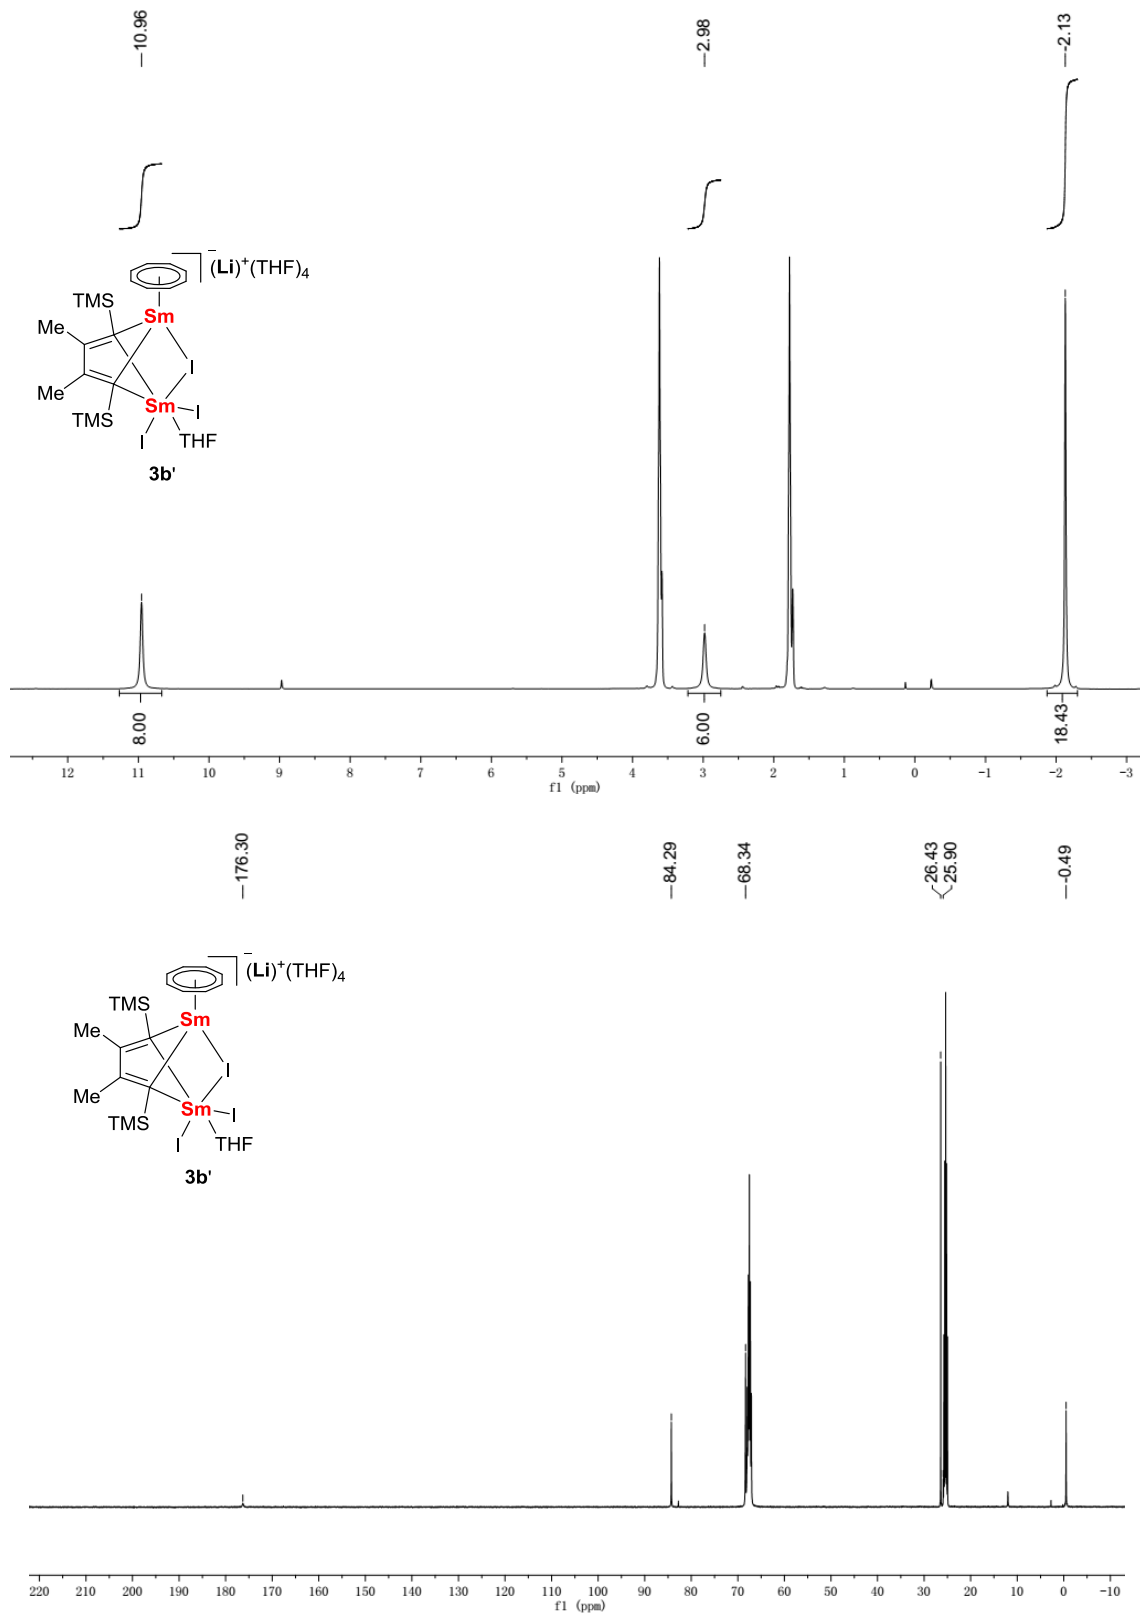 —10.96
—2.98
—-2.13
(Li)+(THF)4
TMS
Sm
Me
I
Me
Sm
I
TMS
I
THF
3b'
8.00
6.00
18.43
12 11 10 9 8 7 6 5 4 3 2 1 0 -1 -2 -3
f1 (ppm)
—176.30
—84.29
—68.34
26.43
25.90
—-0.49
(Li)+(THF)4
TMS
Sm
Me
I
Me
Sm
I
TMS
I
THF
3b'
220 210 200 190 180 170 160 150 140 130 120 110 100 90 80 70 60 50 40 30 20 10 0 -10
f1 (ppm)